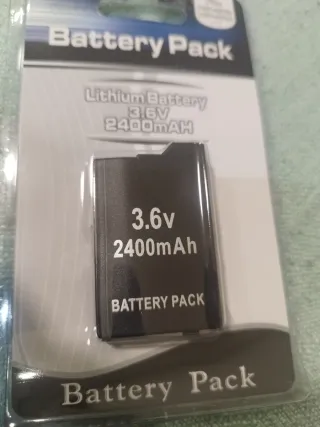 Battery Pack
Lithium Battery
3.6V
2400mAH
3.6v
2400mAh
BATTERY PACK
Battery Pack